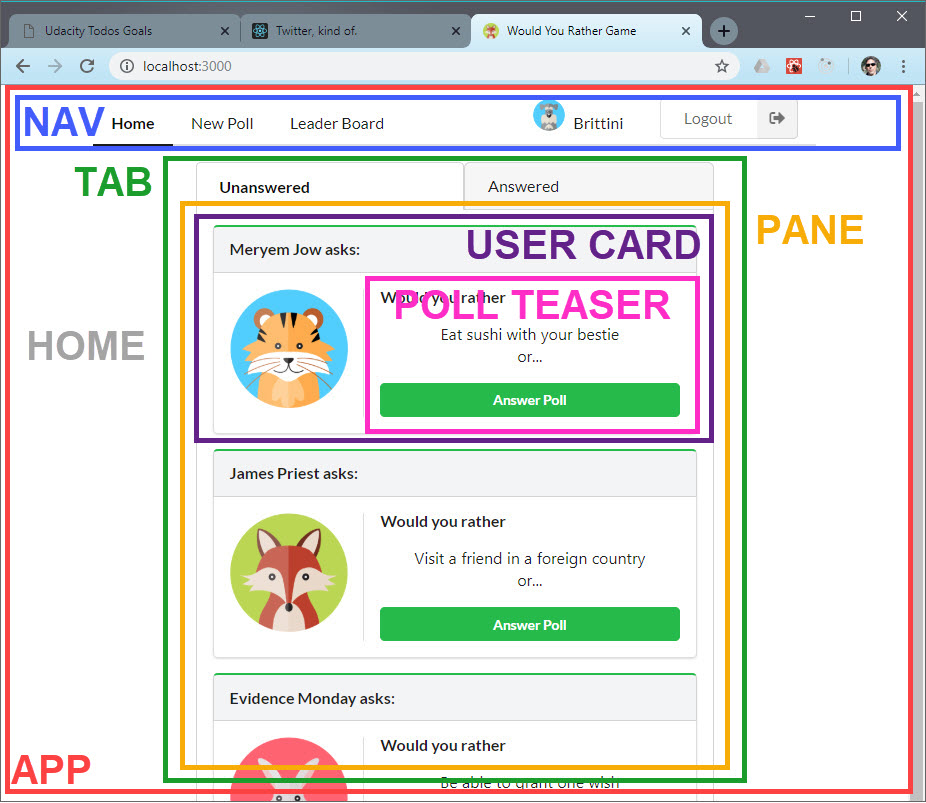 Udacity Todos Goals
Twitter, kind of.
Would You Rather Game
localhost:3000
NAV
Home
New Poll
Leader Board
Brittini
Logout
TAB
Unanswered
Answered
PANE
Meryem Jow asks:
USER CARD
Would you rather
POLL TEASER
Eat sushi with your bestie
or...
HOME
Answer Poll
James Priest asks:
Would you rather
Visit a friend in a foreign country
or...
Answer Poll
Evidence Monday asks:
Would you rather
Be able to grant one wish
APP